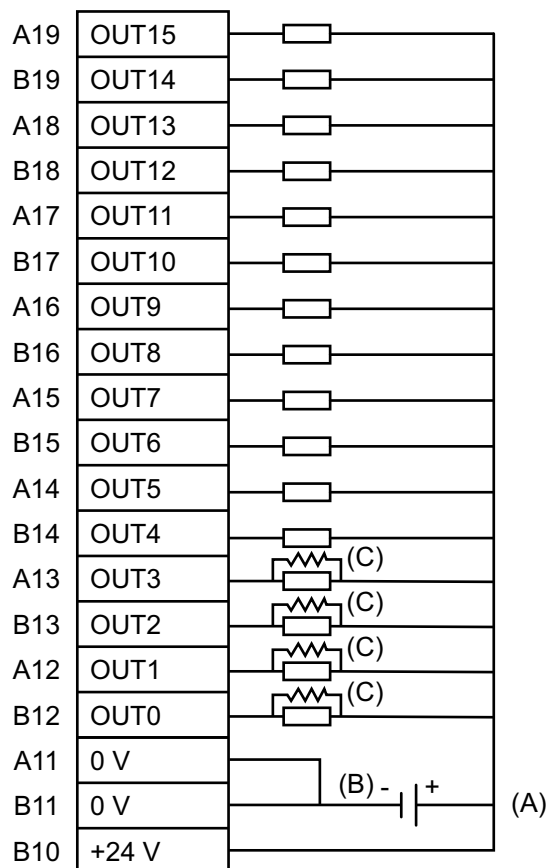 A19 OUT15
B19 OUT14
A18 OUT13
B18 OUT12
A17 OUT11
B17 OUT10
A16 OUT9
B16 OUT8
A15 OUT7
B15 OUT6
A14 OUT5
B14 OUT4
(C)
A13 OUT3
(C)
B13 OUT2
(C)
A12 OUT1
(C)
B12 OUT0
A11 0 V
B11 0 V (B) - + (A)
B10 +24 V